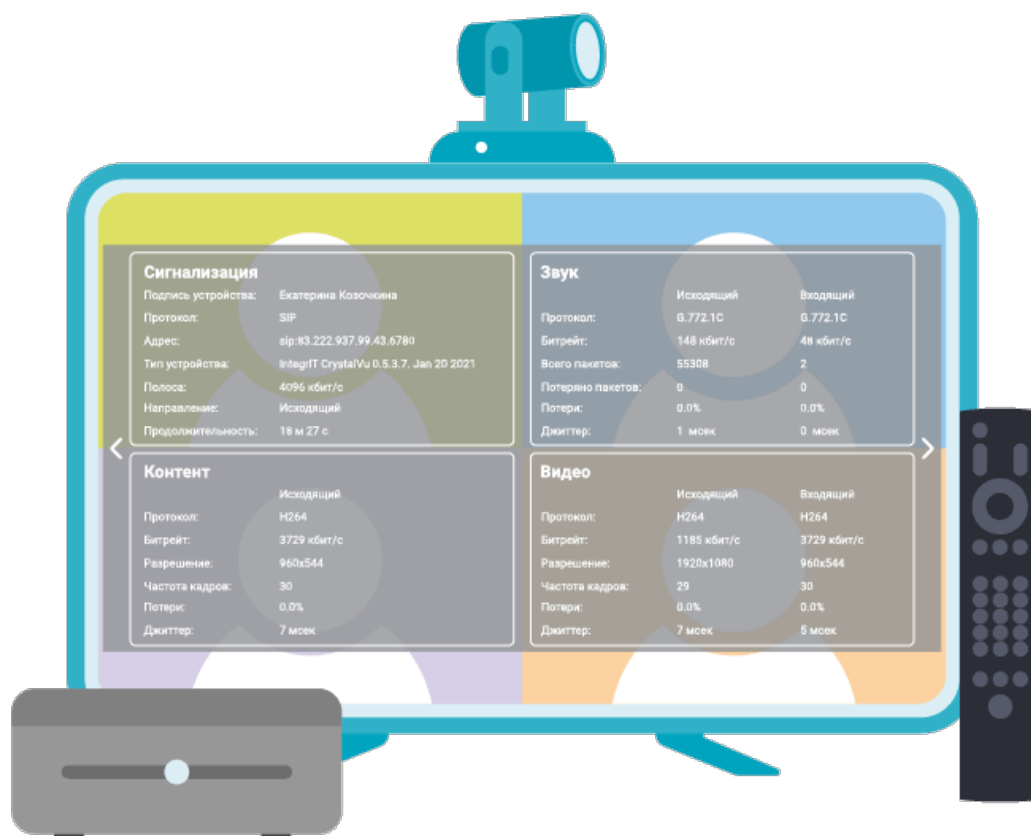 Сигнализация
Подпись устройства: Екатерина Козочкина
Протокол: SIP
Адрес: sip:83.222.937.99.43.6780
Тип устройства: IntegrIT CrystalVu 0.5.3.7. Jan 20 2021
Полоса: 4096 кбит/с
Направление: Исходящий
Продолжительность: 18 м 27 с
Звук
Исходящий Входящий
Протокол: G.772.1C G.772.1C
Битрейт: 148 кбит/с 48 кбит/с
Всего пакетов: 55308 2
Потеряно пакетов: 0 0
Потери: 0.0% 0.0%
Джиттер: 1 мсек 0 мсек
Контент
Исходящий
Протокол: H264
Битрейт: 3729 кбит/с
Разрешение: 960x544
Частота кадров: 30
Потери: 0.0%
Джиттер: 7 мсек
Видео
Исходящий Входящий
Протокол: H264 H264
Битрейт: 1185 кбит/с 3729 кбит/с
Разрешение: 1920x1080 960x544
Частота кадров: 29 30
Потери: 0.0% 0.0%
Джиттер: 7 мсек 5 мсек